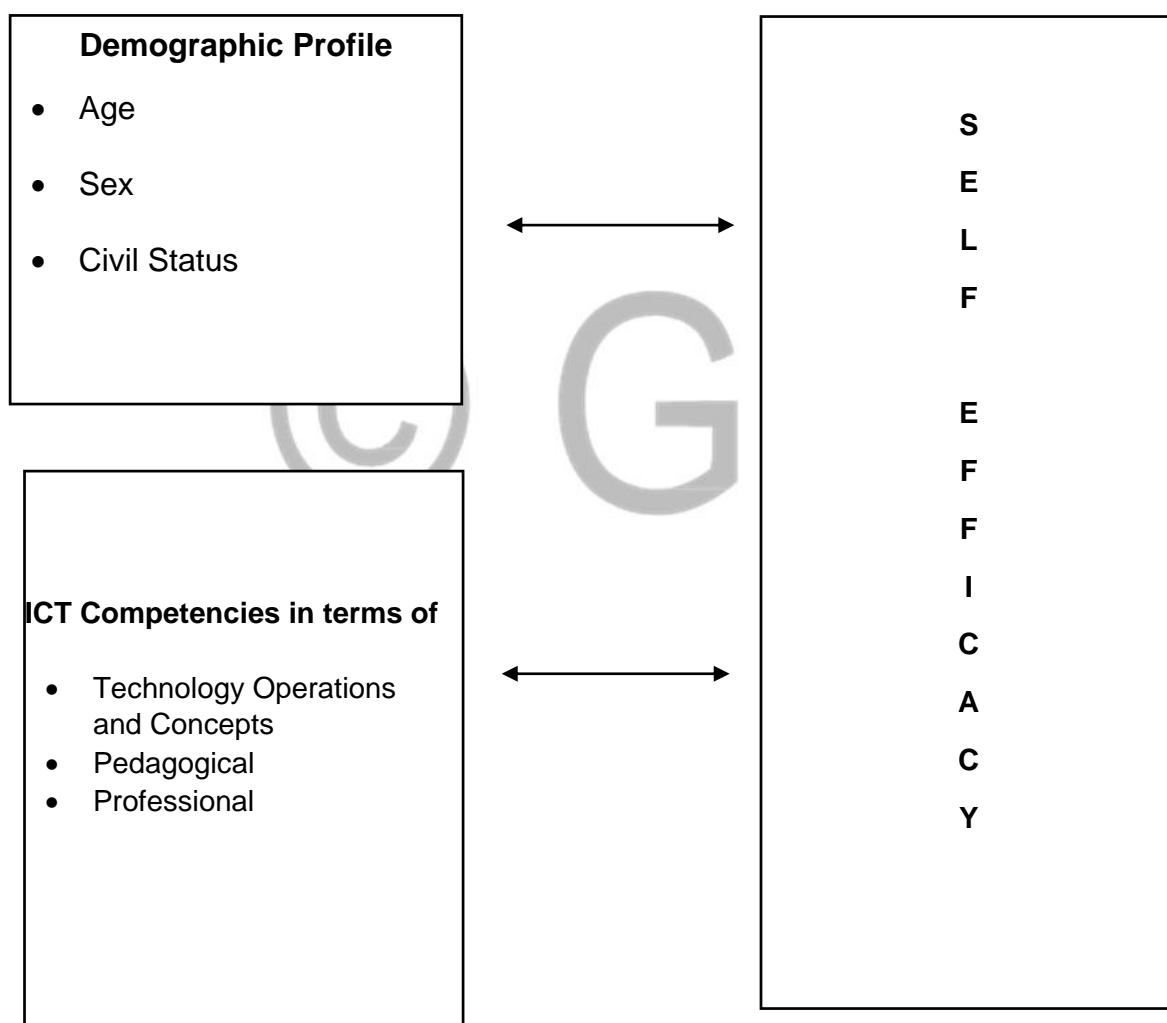 Demographic Profile
• Age
• Sex
• Civil Status
ICT Competencies in terms of
• Technology Operations
and Concepts
• Pedagogical
• Professional
S
E
L
F
E
F
F
I
C
A
C
Y
© G